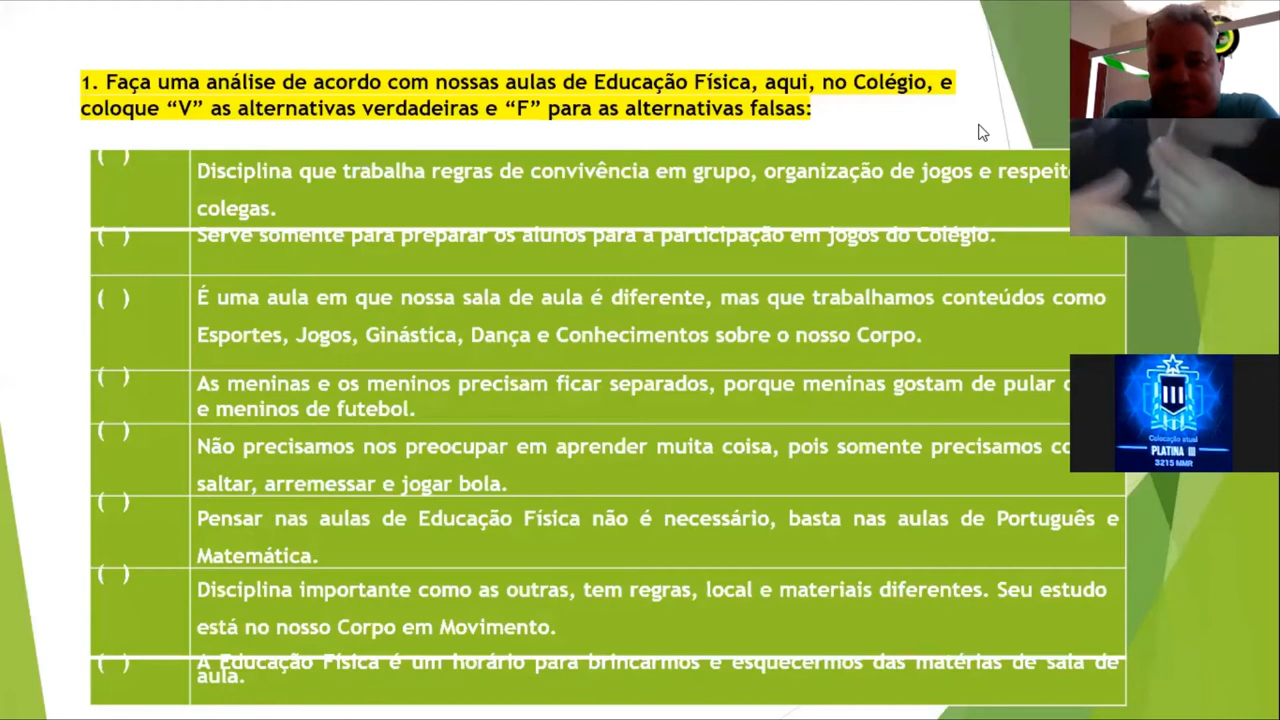 1. Faça uma análise de acordo com nossas aulas de Educação Física, aqui, no Colégio, e
coloque “V” as alternativas verdadeiras e “F” para as alternativas falsas:
( ) Disciplina que trabalha regras de convivência em grupo, organização de jogos e
colegas.
( ) Serve somente para preparar os alunos para a participação em jogos do Colégio.
( ) É uma aula em que nossa sala de aula é diferente, mas que trabalhamos conteúdos como
Esportes, Jogos, Ginástica, Dança e Conhecimentos sobre o nosso Corpo.
( ) As meninas e os meninos precisam ficar separados, porque meninas gostam de pular
e meninos de futebol.
( ) Não precisamos nos preocupar em aprender muita coisa, pois somente precisamos
saltar, arremessar e jogar bola.
( ) Pensar nas aulas de Educação Física não é necessário, basta nas aulas de Português e
Matemática.
( ) Disciplina importante como as outras, tem regras, local e materiais diferentes. Seu estudo
está no nosso Corpo em Movimento.
( ) A Educação Física é um horário para brincarmos e esquecermos das matérias de sala de
aula.
III
Colocação atual
PLATINA III
3215 MMR